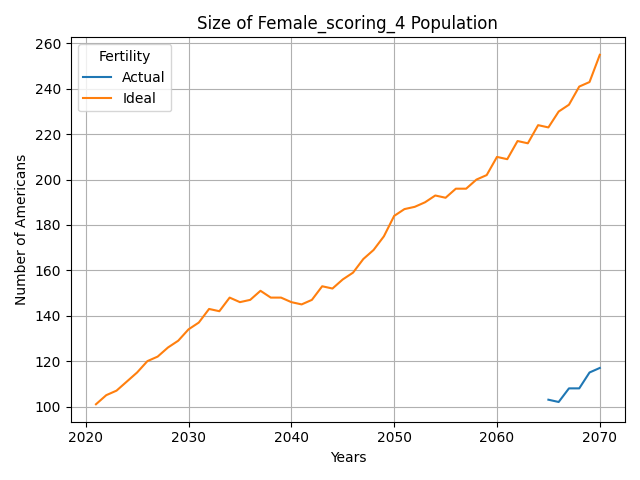 Size of Female_scoring_4 Population
Fertility
Actual
Ideal
Number of Americans
260
240
220
200
180
160
140
120
100
2020 2030 2040 2050 2060 2070
Years